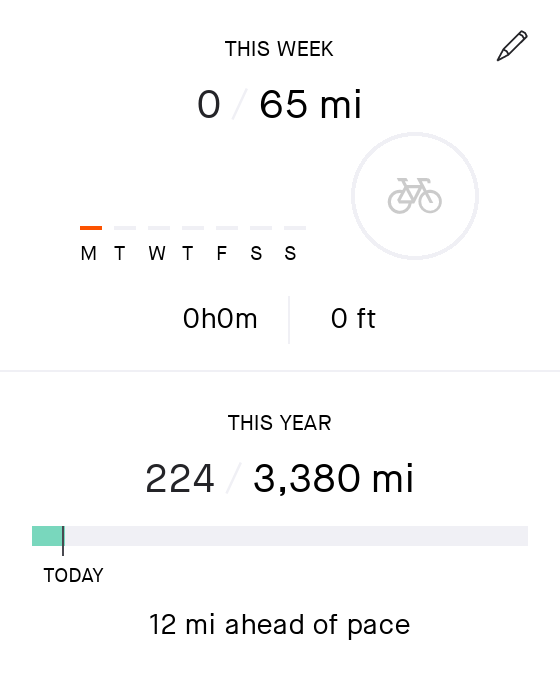 THIS WEEK
0 / 65 mi
M T W T F S S
0h0m 0 ft
THIS YEAR
224 / 3,380 mi
TODAY
12 mi ahead of pace